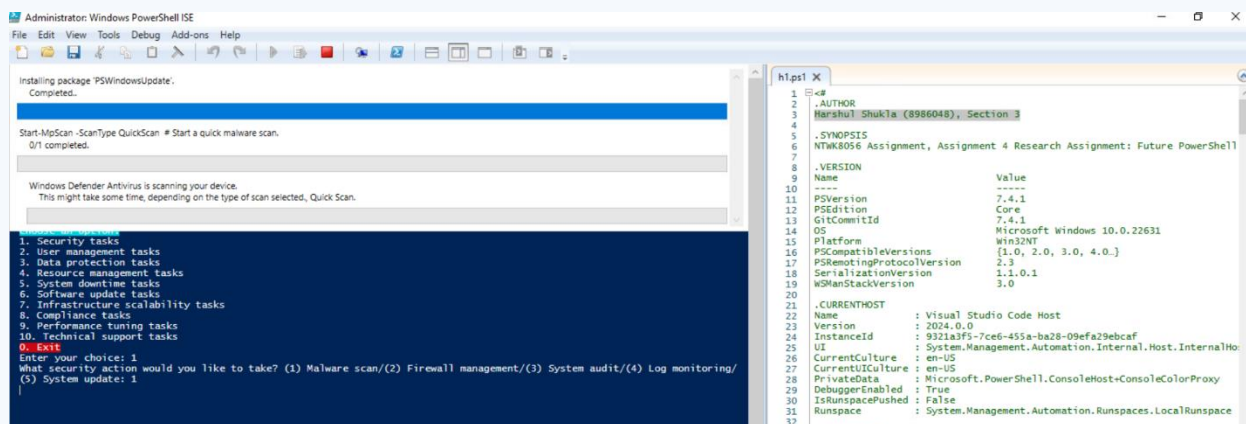 Administrator: Windows PowerShell ISE
File Edit View Tools Debug Add-ons Help
Installing package 'PSWindowsUpdate'.
Completed..
Start-MpScan -ScanType QuickScan # Start a quick malware scan.
0/1 completed.
Windows Defender Antivirus is scanning your device.
This might take some time, depending on the type of scan selected., Quick Scan.
Choose an option:
1. Security tasks
2. User management tasks
3. Data protection tasks
4. Resource management tasks
5. System downtime tasks
6. Software update tasks
7. Infrastructure scalability tasks
8. Compliance tasks
9. Performance tuning tasks
10. Technical support tasks
0. Exit
Enter your choice: 1
What security action would you like to take? (1) Malware scan/(2) Firewall management/(3) System audit/(4) Log monitoring/
(5) System update: 1
h1.ps1
1 <#
2 .AUTHOR
3 Harshul Shukla (8986048), Section 3
4
5 .SYNOPSIS
6 NTWK8056 Assignment, Assignment 4 Research Assignment: Future PowerShell
7
8 .VERSION
9 Name Value
10 ---- -----
11 PSVersion 7.4.1
12 PSEdition Core
13 GitCommitId 7.4.1
14 OS Microsoft Windows 10.0.22631
15 Platform Win32NT
16 PSCompatibleVersions {1.0, 2.0, 3.0, 4.0…}
17 PSRemotingProtocolVersion 2.3
18 SerializationVersion 1.1.0.1
19 WSManStackVersion 3.0
20
21 .CURRENTHOST
22 Name : Visual Studio Code Host
23 Version : 2024.0.0
24 InstanceId : 9321a3f5-7ce6-455a-ba28-09efa29ebcaf
25 UI : System.Management.Automation.Internal.Host.InternalHo
26 CurrentCulture : en-US
27 CurrentUICulture : en-US
28 PrivateData : Microsoft.PowerShell.ConsoleHost+ConsoleColorProxy
29 DebuggerEnabled : True
30 IsRunspacePushed : False
31 Runspace : System.Management.Automation.Runspaces.LocalRunspace
32